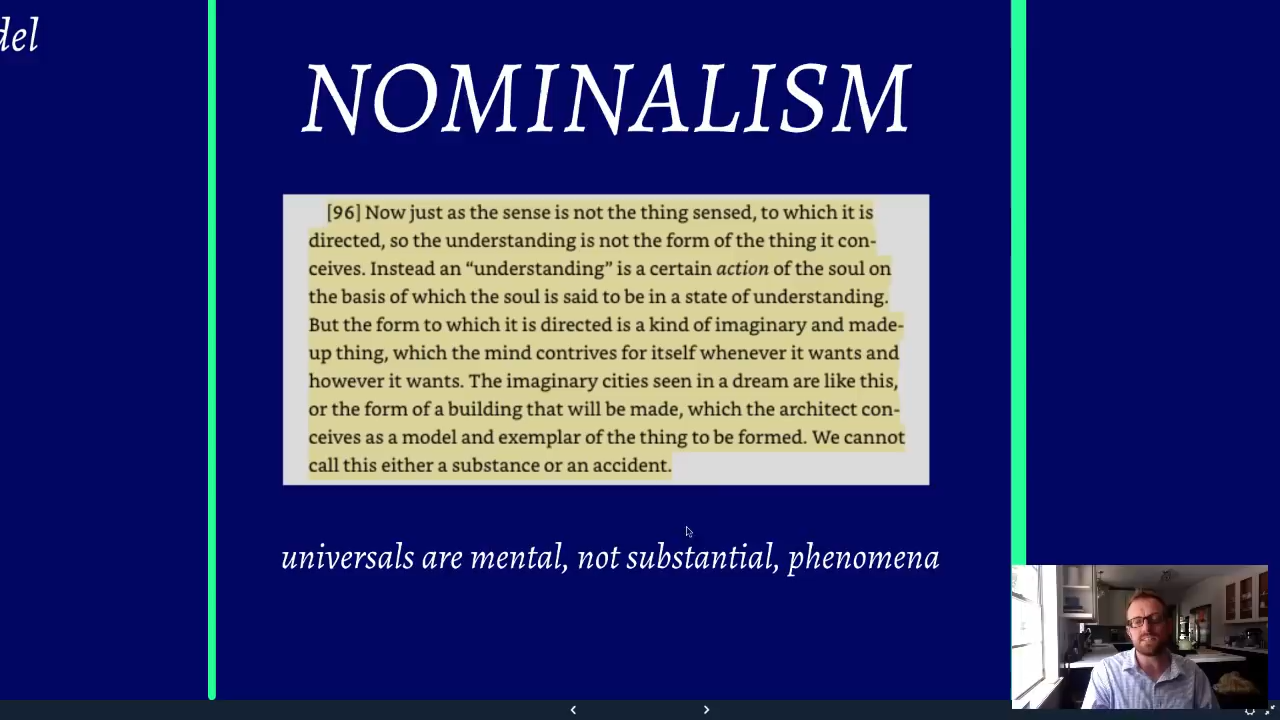 del
NOMINALISM
[96] Now just as the sense is not the thing sensed, to which it is
directed, so the understanding is not the form of the thing it con-
ceives. Instead an “understanding” is a certain action of the soul on
the basis of which the soul is said to be in a state of understanding.
But the form to which it is directed is a kind of imaginary and made-
up thing, which the mind contrives for itself whenever it wants and
however it wants. The imaginary cities seen in a dream are like this,
or the form of a building that will be made, which the architect con-
ceives as a model and exemplar of the thing to be formed. We cannot
call this either a substance or an accident.
universals are mental, not substantial, phenomena